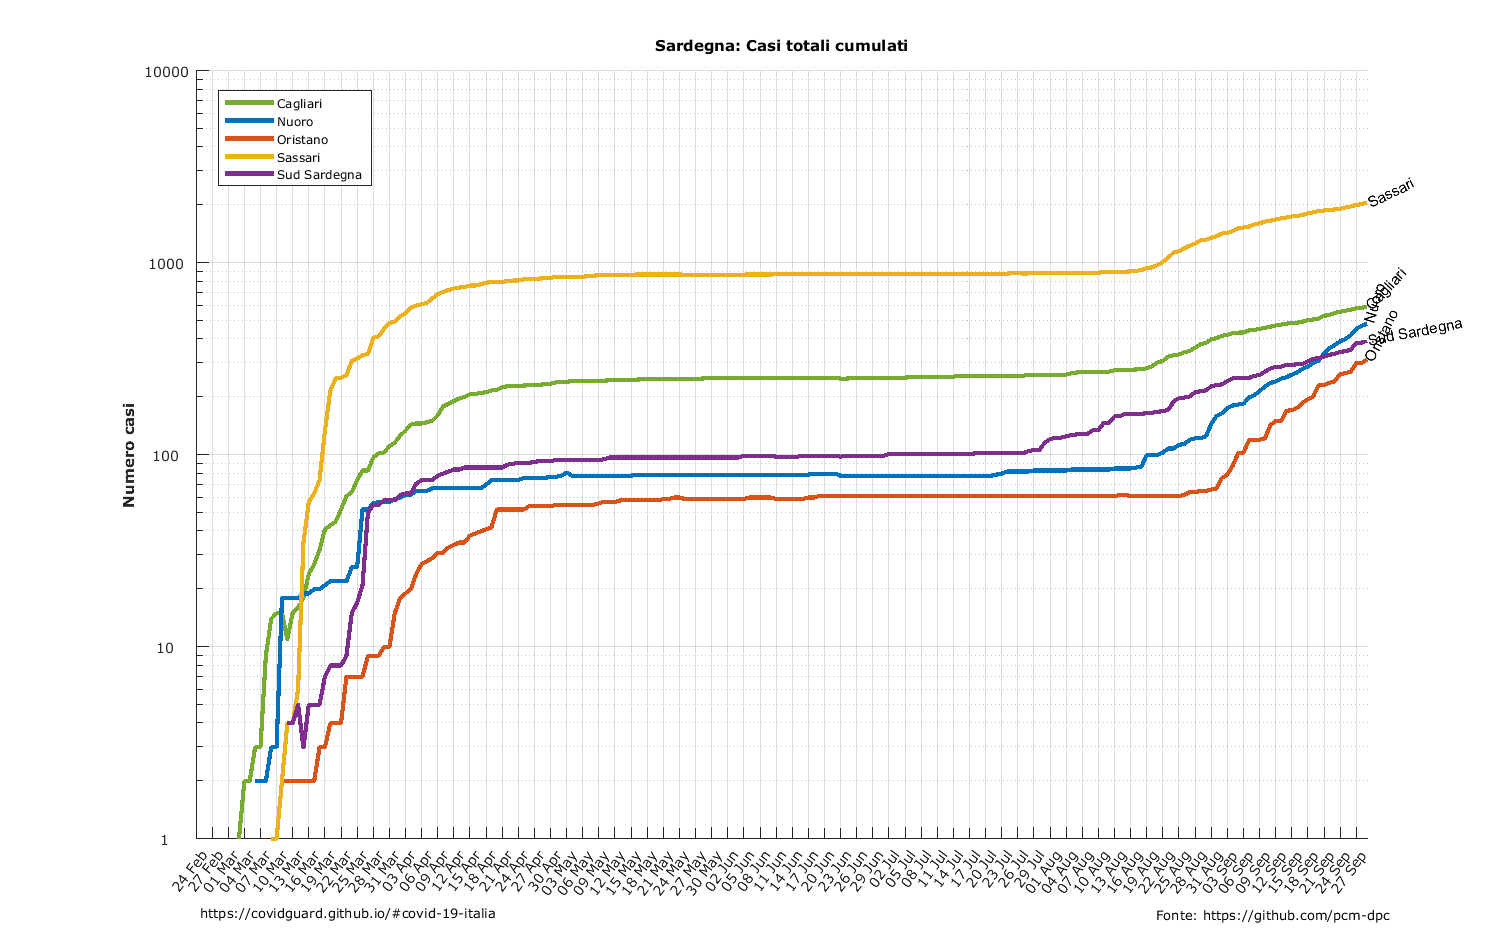 Sardegna: Casi totali cumulati
10000
1000
100
10
1
Numero casi
Cagliari
Nuoro
Oristano
Sassari
Sud Sardegna
Sassari
Cagliari
Nuoro
Sud Sardegna
Oristano
24 Feb
27 Feb
01 Mar
04 Mar
07 Mar
10 Mar
13 Mar
16 Mar
19 Mar
22 Mar
25 Mar
28 Mar
31 Mar
03 Apr
06 Apr
09 Apr
12 Apr
15 Apr
18 Apr
21 Apr
24 Apr
27 Apr
30 Apr
03 May
06 May
09 May
12 May
15 May
18 May
21 May
24 May
27 May
30 May
02 Jun
05 Jun
08 Jun
11 Jun
14 Jun
17 Jun
20 Jun
23 Jun
26 Jun
29 Jun
02 Jul
05 Jul
08 Jul
11 Jul
14 Jul
17 Jul
20 Jul
23 Jul
26 Jul
29 Jul
01 Aug
04 Aug
07 Aug
10 Aug
13 Aug
16 Aug
19 Aug
22 Aug
25 Aug
28 Aug
31 Aug
03 Sep
06 Sep
09 Sep
12 Sep
15 Sep
18 Sep
21 Sep
24 Sep
27 Sep
https://covidguard.github.io/#covid-19-italia
Fonte: https://github.com/pcm-dpc